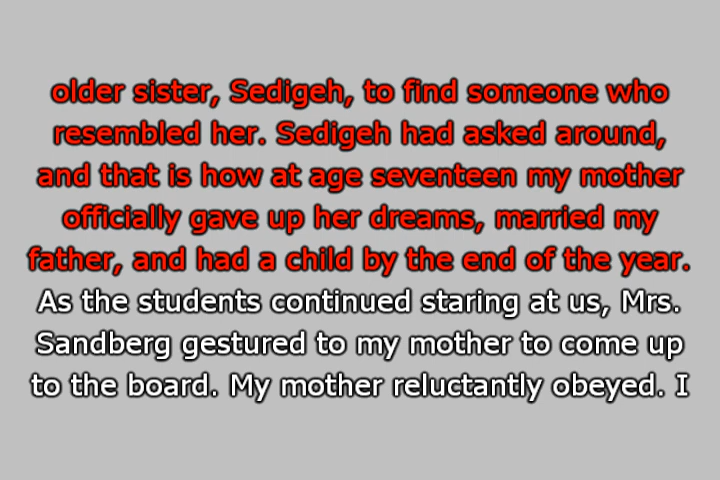 older sister, Sedigeh, to find someone who
resembled her. Sedigeh had asked around,
and that is how at age seventeen my mother
officially gave up her dreams, married my
father, and had a child by the end of the year.
As the students continued staring at us, Mrs.
Sandberg gestured to my mother to come up
to the board. My mother reluctantly obeyed. I